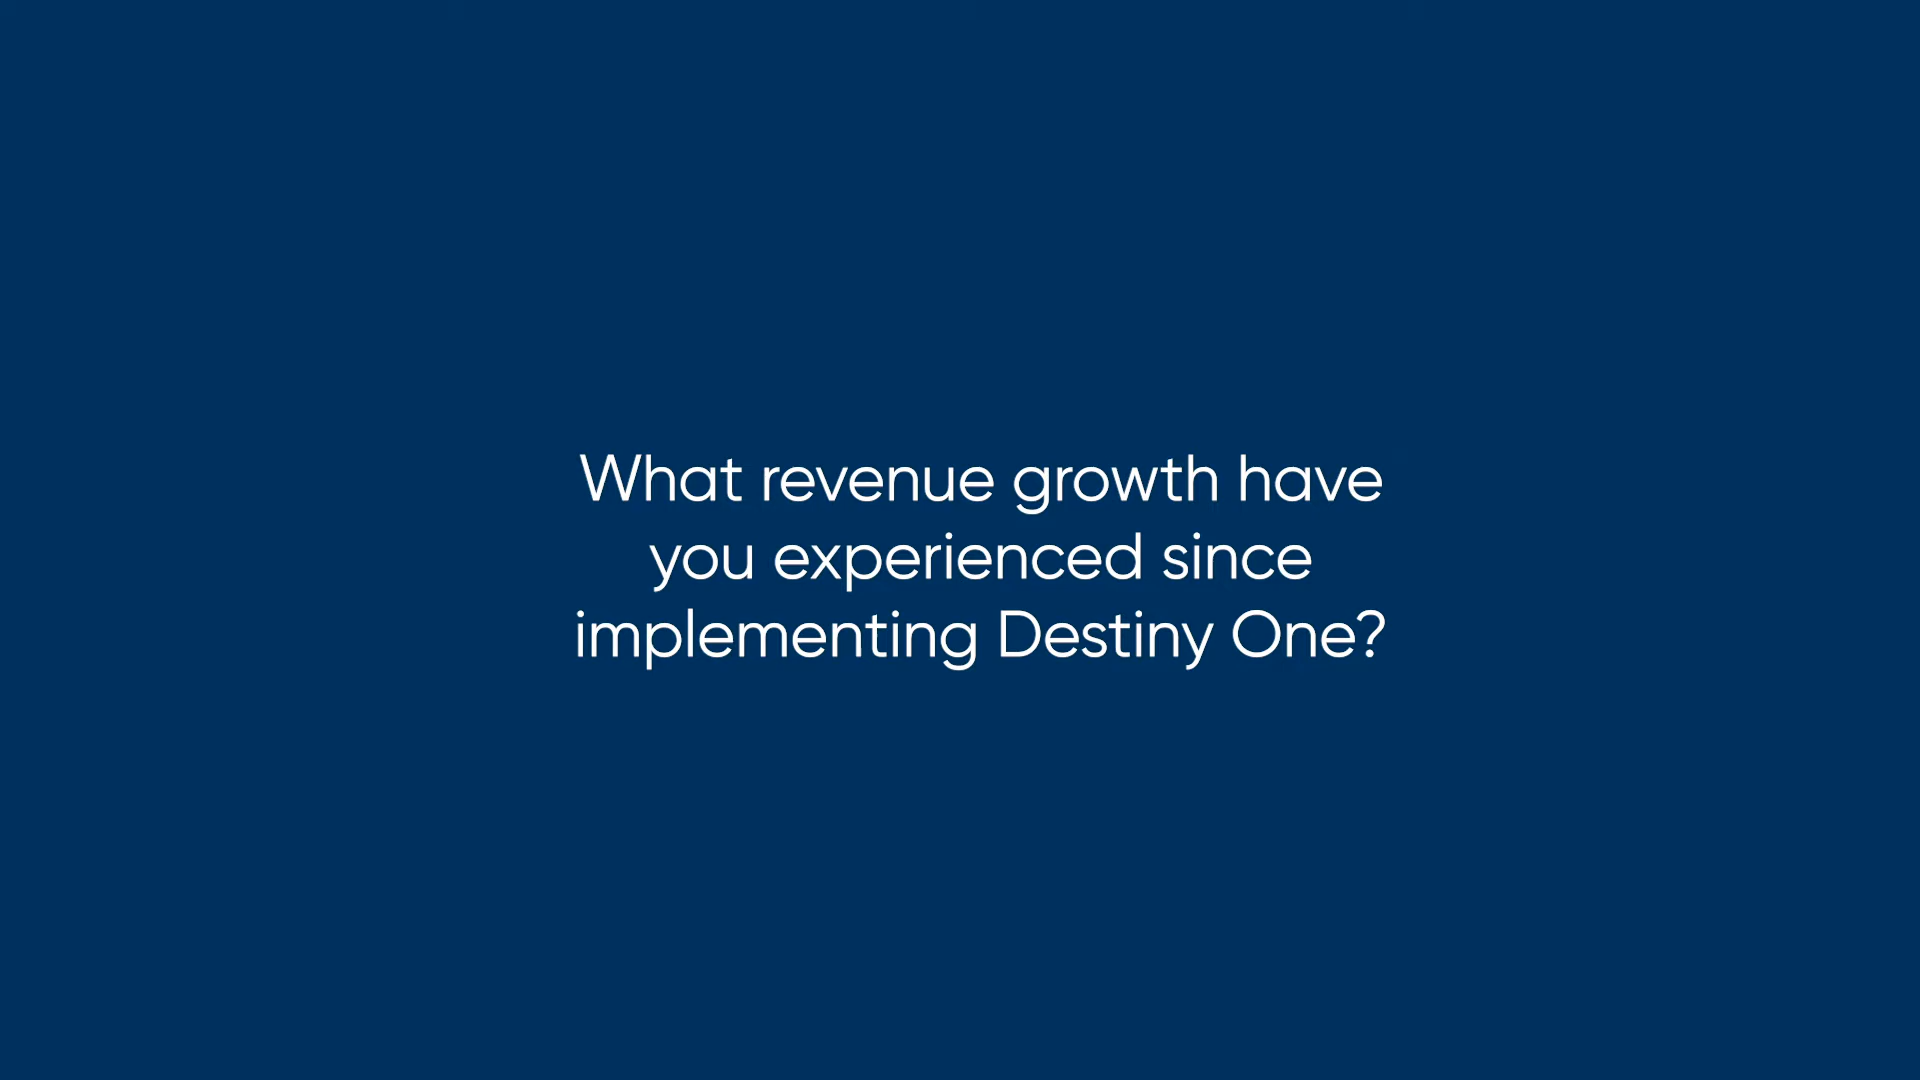 What revenue growth have
you experienced since
implementing Destiny One?